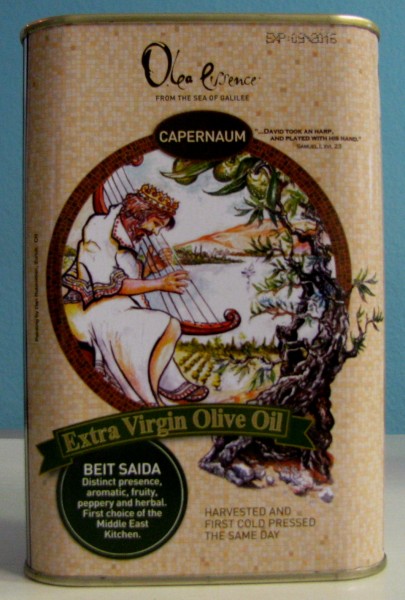 EXP:09/2016
Olea Essence
FROM THE SEA OF GALILEE
CAPERNAUM
"...DAVID TOOK AN HARP,
AND PLAYED WITH HIS HAND."
Extra Virgin Olive Oil
BEIT SAIDA
Distinct presence,
aromatic, fruity,
peppery and herbal.
First choice of the
Middle East
Kitchen.
HARVESTED AND
FIRST COLD PRESSED
THE SAME DAY